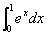 ∫₀¹ eˣ dx